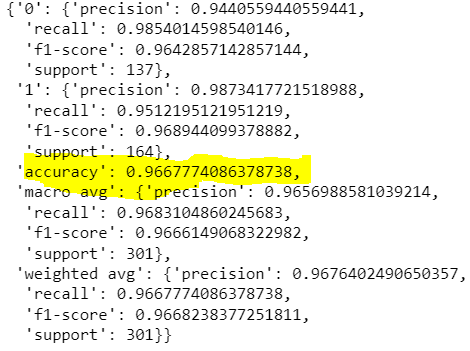 {'0': {'precision': 0.9440559440559441,
'recall': 0.9854014598540146,
'f1-score': 0.9642857142857144,
'support': 137},
'1': {'precision': 0.9873417721518988,
'recall': 0.9512195121951219,
'f1-score': 0.968944099378882,
'support': 164},
'accuracy': 0.9667774086378738,
'macro avg': {'precision': 0.9656988581039214,
'recall': 0.9683104860245683,
'f1-score': 0.9666149068322982,
'support': 301},
'weighted avg': {'precision': 0.9676402490650357,
'recall': 0.9667774086378738,
'f1-score': 0.9668238377251811,
'support': 301}}